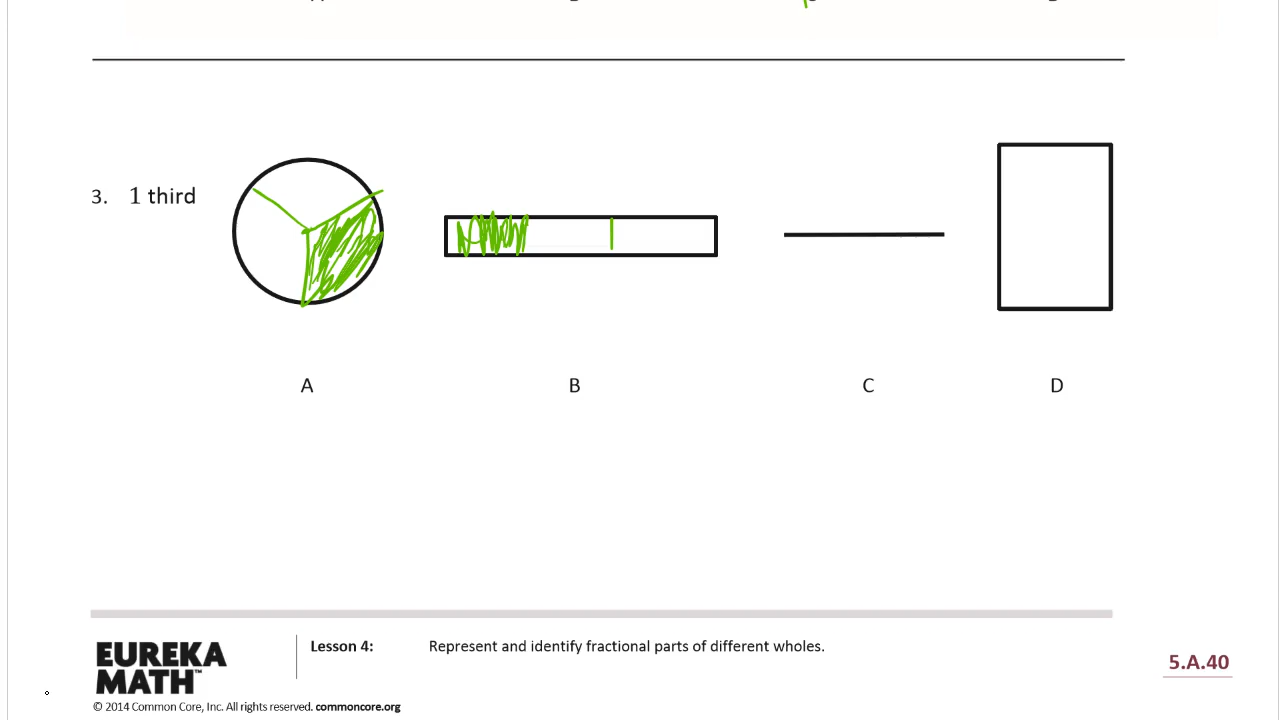 3. 1 third
A B C D
EUREKA
MATH™
Lesson 4: Represent and identify fractional parts of different wholes.
5.A.40
© 2014 Common Core, Inc. All rights reserved. commoncore.org